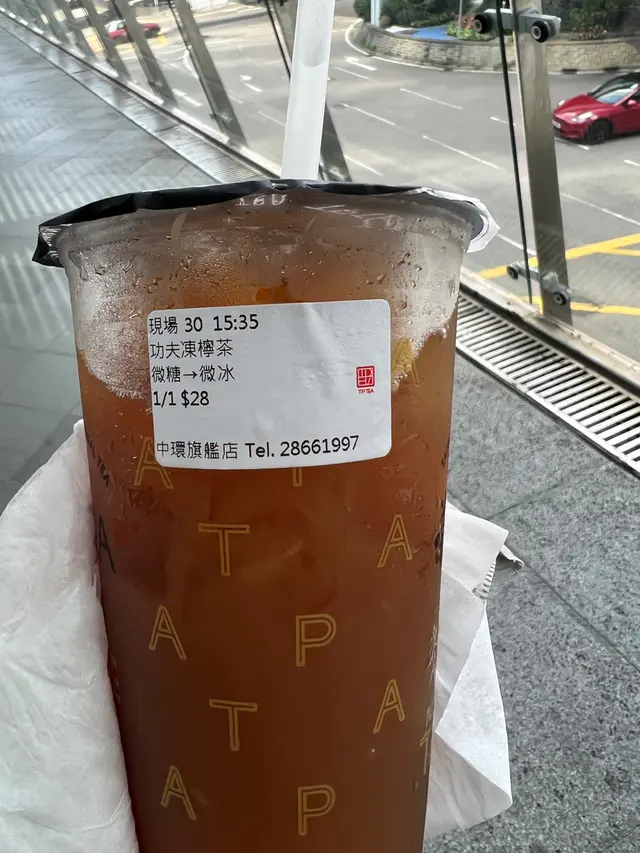 現場 30 15:35
功夫凍檸茶
微糖→微冰
1/1 $28
TP TEA
中環旗艦店 Tel. 28661997
A
A T
T A
A P
T A
A P